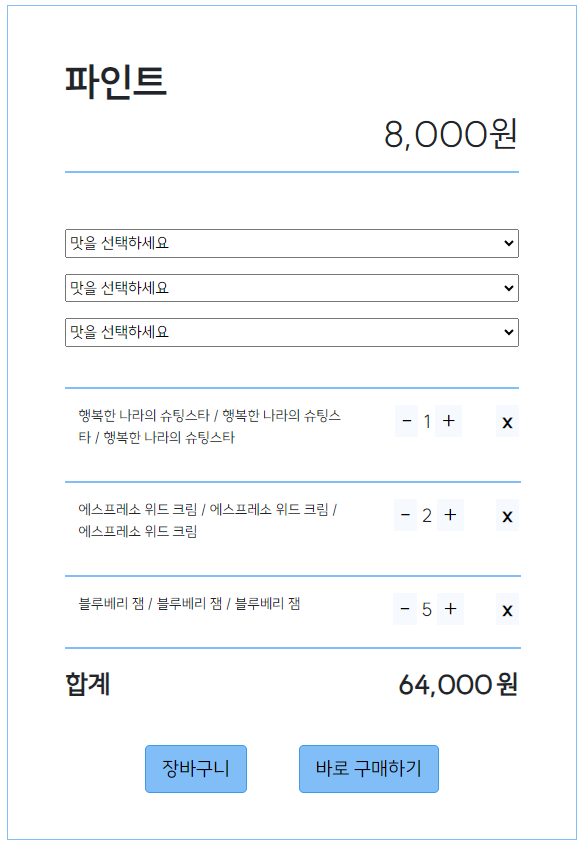 파인트
8,000원
맛을 선택하세요
맛을 선택하세요
맛을 선택하세요
행복한 나라의 슈팅스타 / 행복한 나라의 슈팅스
타 / 행복한 나라의 슈팅스타
- 1 + x
에스프레소 위드 크림 / 에스프레소 위드 크림 /
에스프레소 위드 크림
- 2 + x
블루베리 잼 / 블루베리 잼 / 블루베리 잼
- 5 + x
합계 64,000 원
장바구니 바로 구매하기